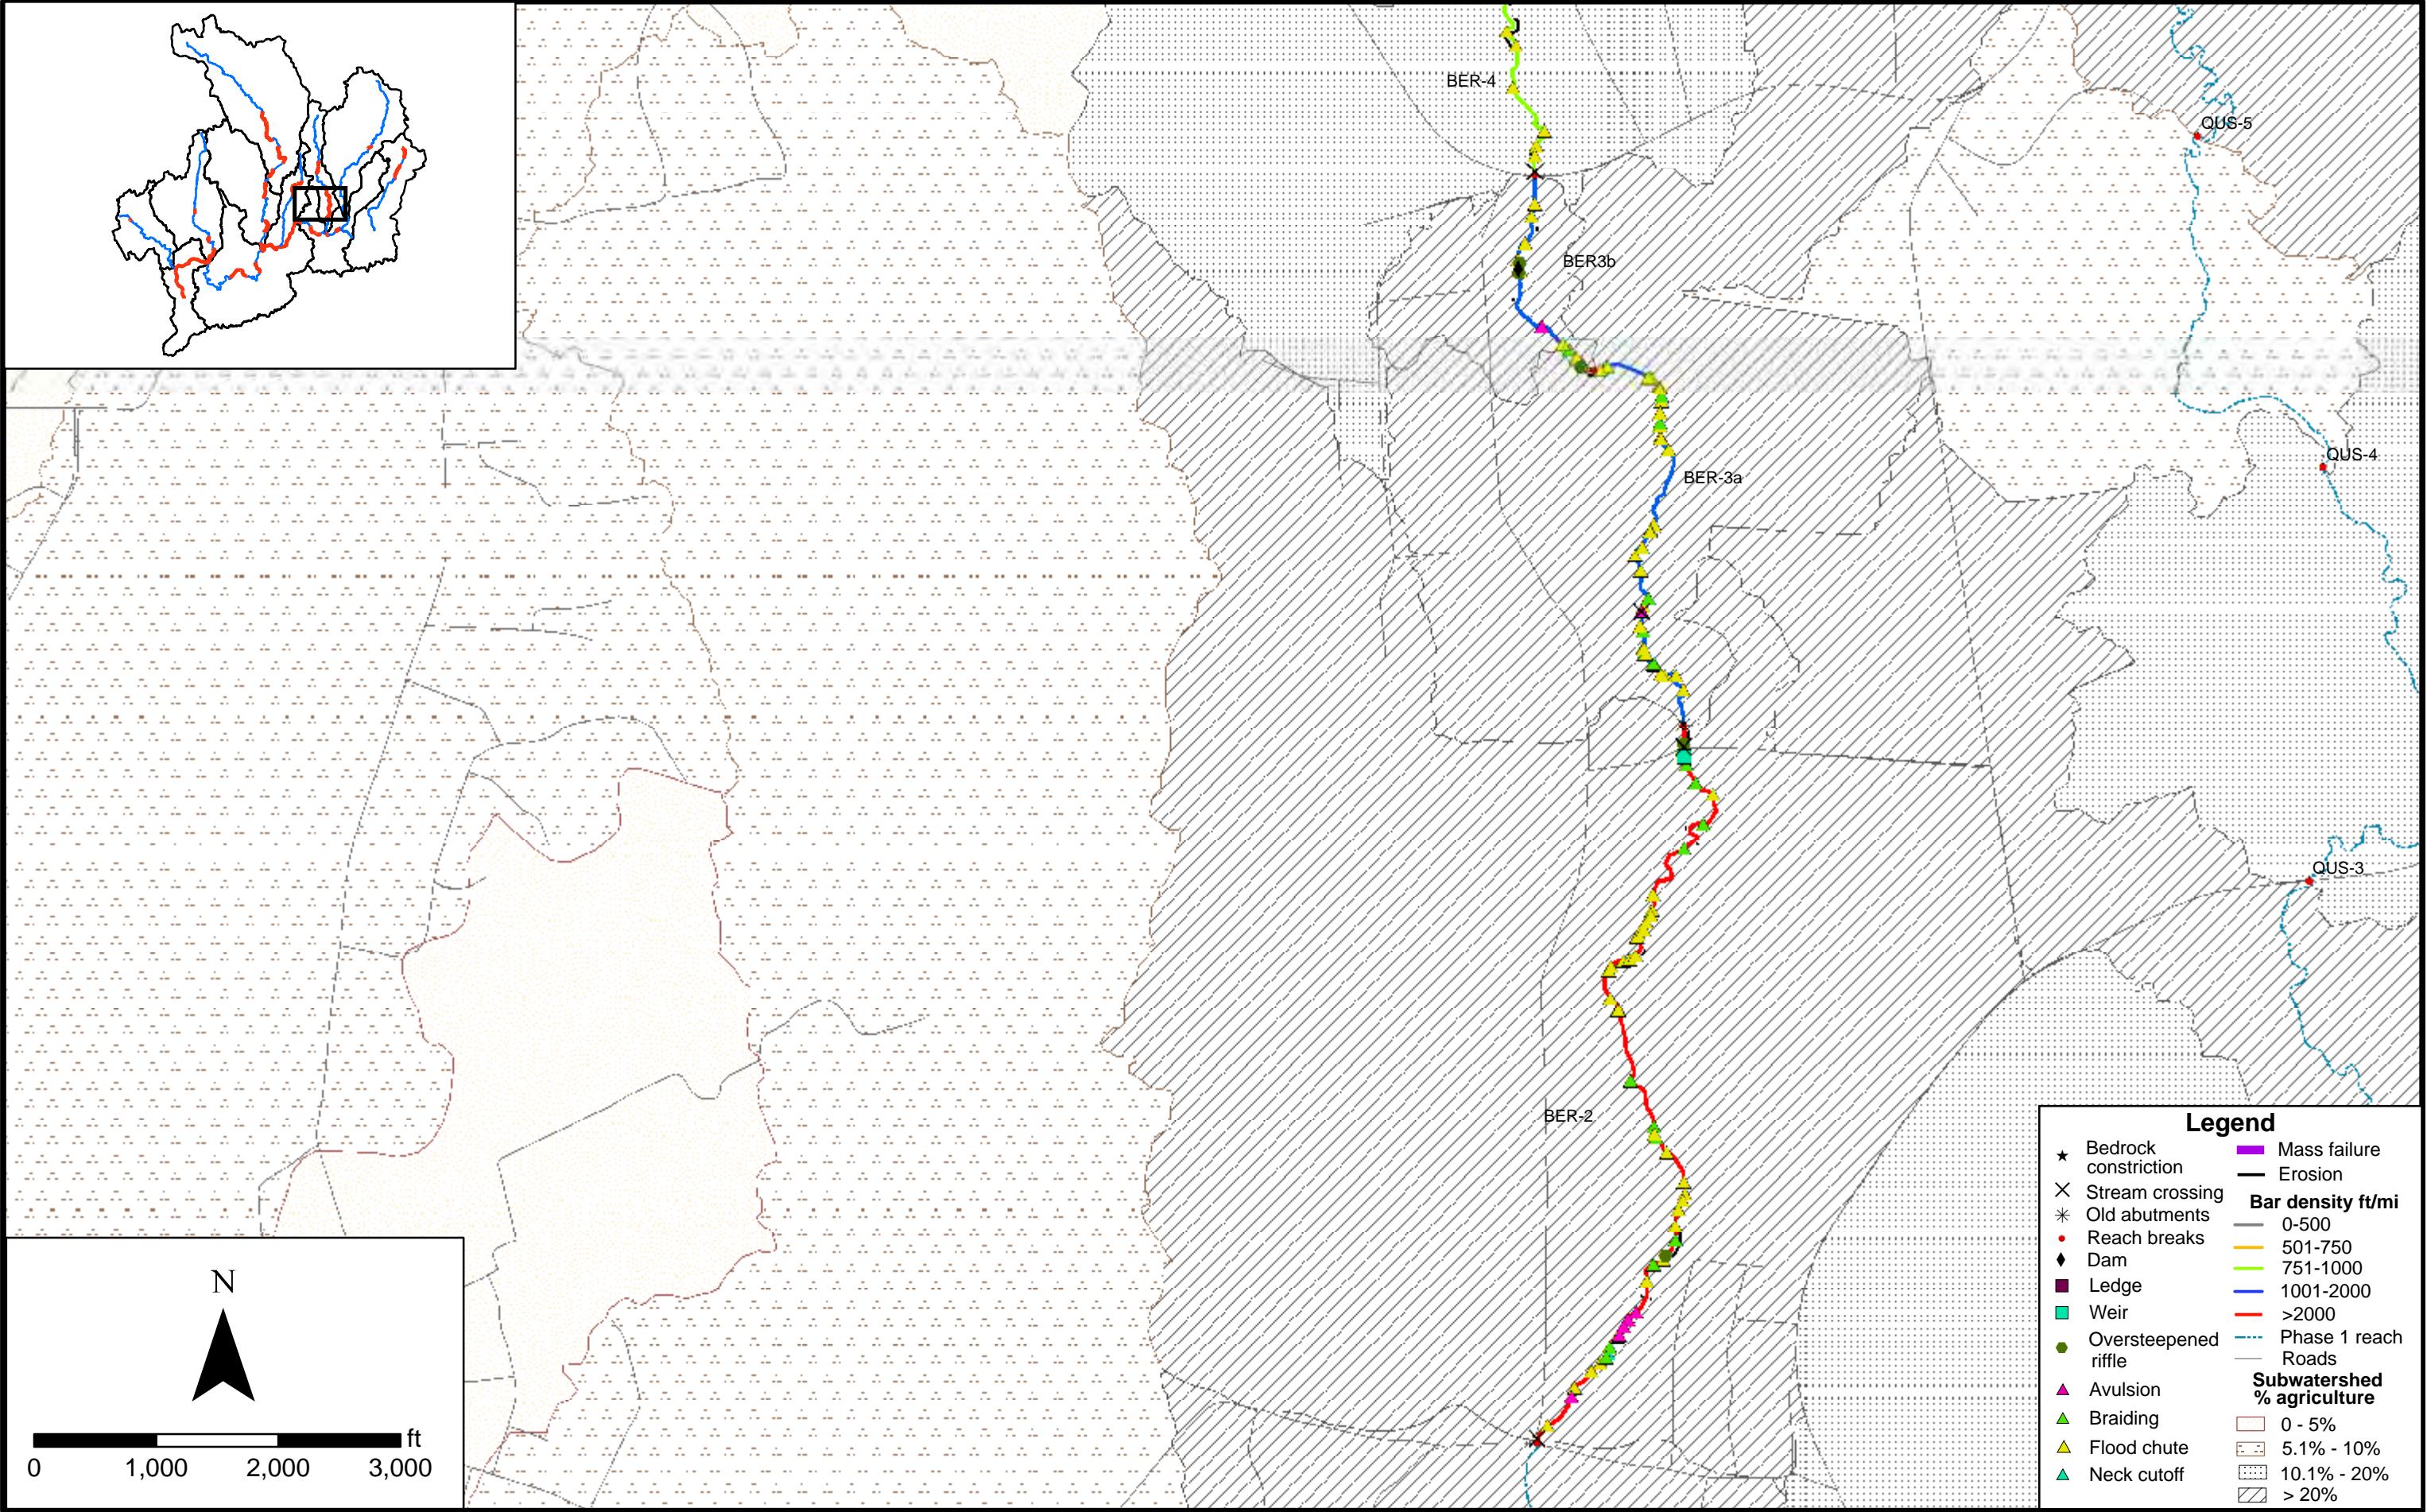 BER-4
QUS-5
BER3b
QUS-4
BER-3a
QUS-3
BER-2
N
ft
0 1,000 2,000 3,000
Legend
Bedrock
constriction
Stream crossing
Old abutments
Reach breaks
Dam
Ledge
Weir
Oversteepened
riffle
Avulsion
Braiding
Flood chute
Neck cutoff
Mass failure
Erosion
Bar density ft/mi
0-500
501-750
751-1000
1001-2000
>2000
Phase 1 reach
Roads
Subwatershed
% agriculture
0 - 5%
5.1% - 10%
10.1% - 20%
> 20%